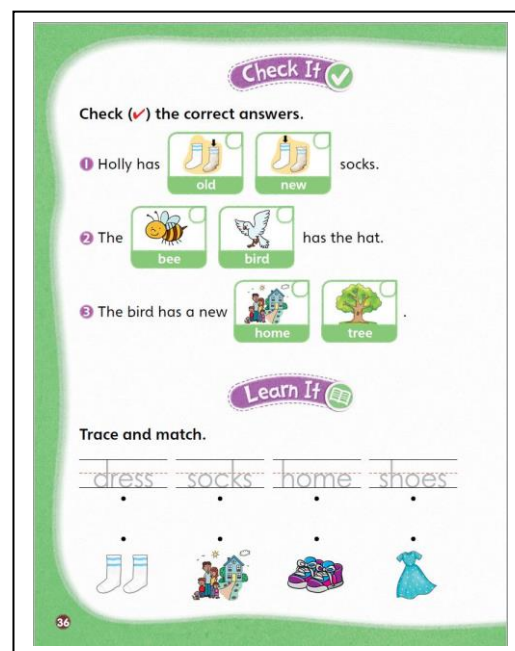 Check It
Check (✔) the correct answers.
1 Holly has old new socks.
2 The bee bird has the hat.
3 The bird has a new home tree .
Learn It
Trace and match.
dress socks home shoes
36